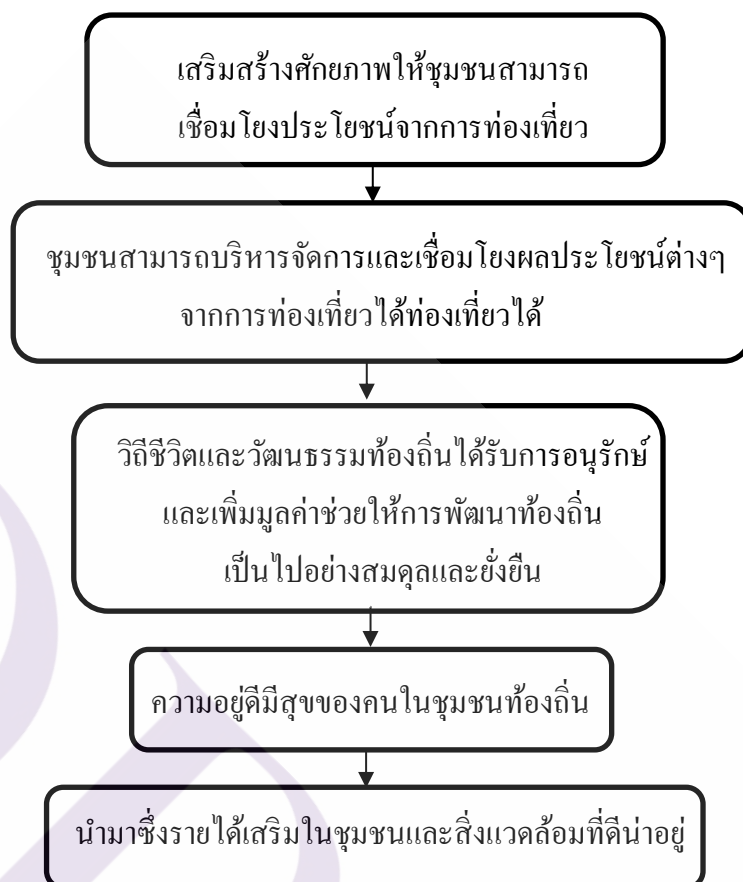 เสริมสร้างศักยภาพให้ชุมชนสามารถ
เชื่อมโยงประโยชน์จากการท่องเที่ยว
ชุมชนสามารถบริหารจัดการและเชื่อมโยงผลประโยชน์ต่างๆ
จากการท่องเที่ยวได้ท่องเที่ยวได้
วิถีชีวิตและวัฒนธรรมท้องถิ่นได้รับการอนุรักษ์
และเพิ่มมูลค่าช่วยให้การพัฒนาท้องถิ่น
เป็นไปอย่างสมดุลและยั่งยืน
ความอยู่ดีมีสุขของคนในชุมชนท้องถิ่น
นำมาซึ่งรายได้เสริมในชุมชนและสิ่งแวดล้อมที่ดีน่าอยู่